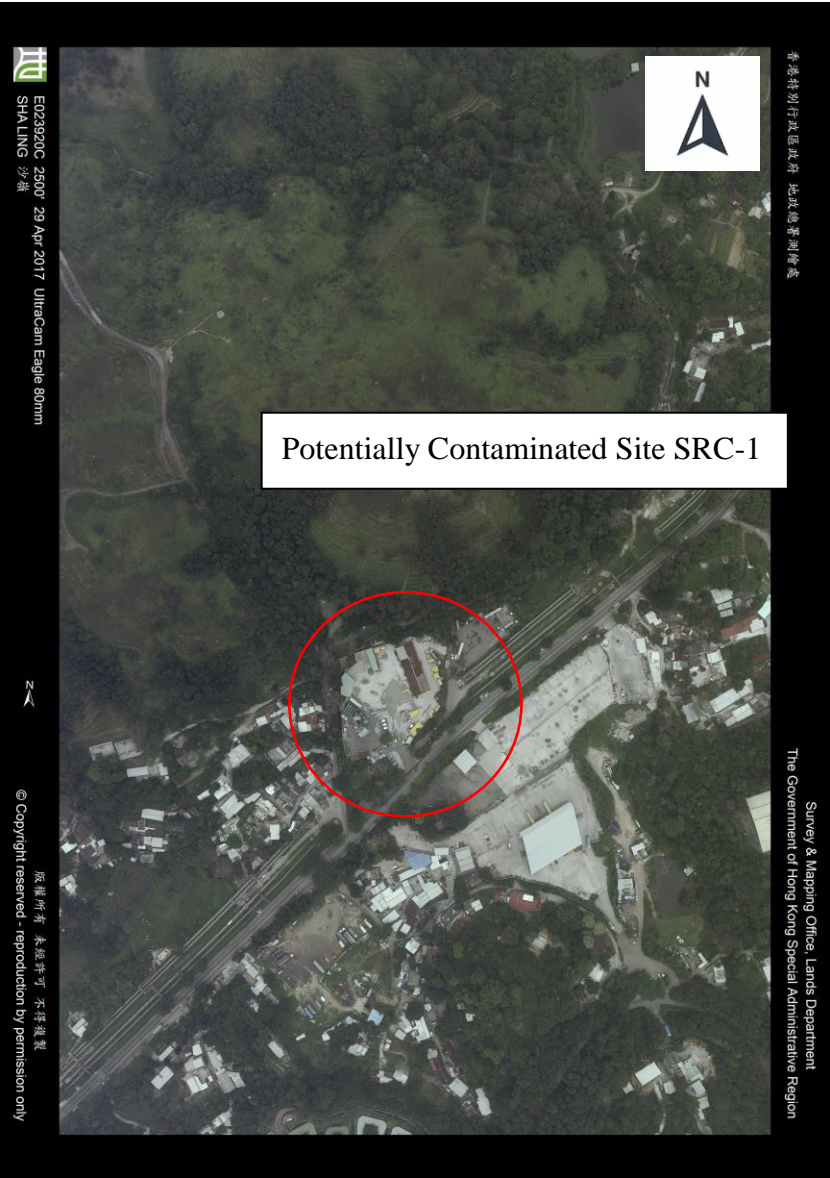 N
Potentially Contaminated Site SRC-1
香港特別行政區政府 地政總署測繪處
Survey & Mapping Office, Lands Department
The Government of Hong Kong Special Administrative Region
E023920C 2500' 29 Apr 2017 UltraCam Eagle 80mm
SHA LING 沙嶺
N
版權所有 未經許可 不得複製
© Copyright reserved - reproduction by permission only